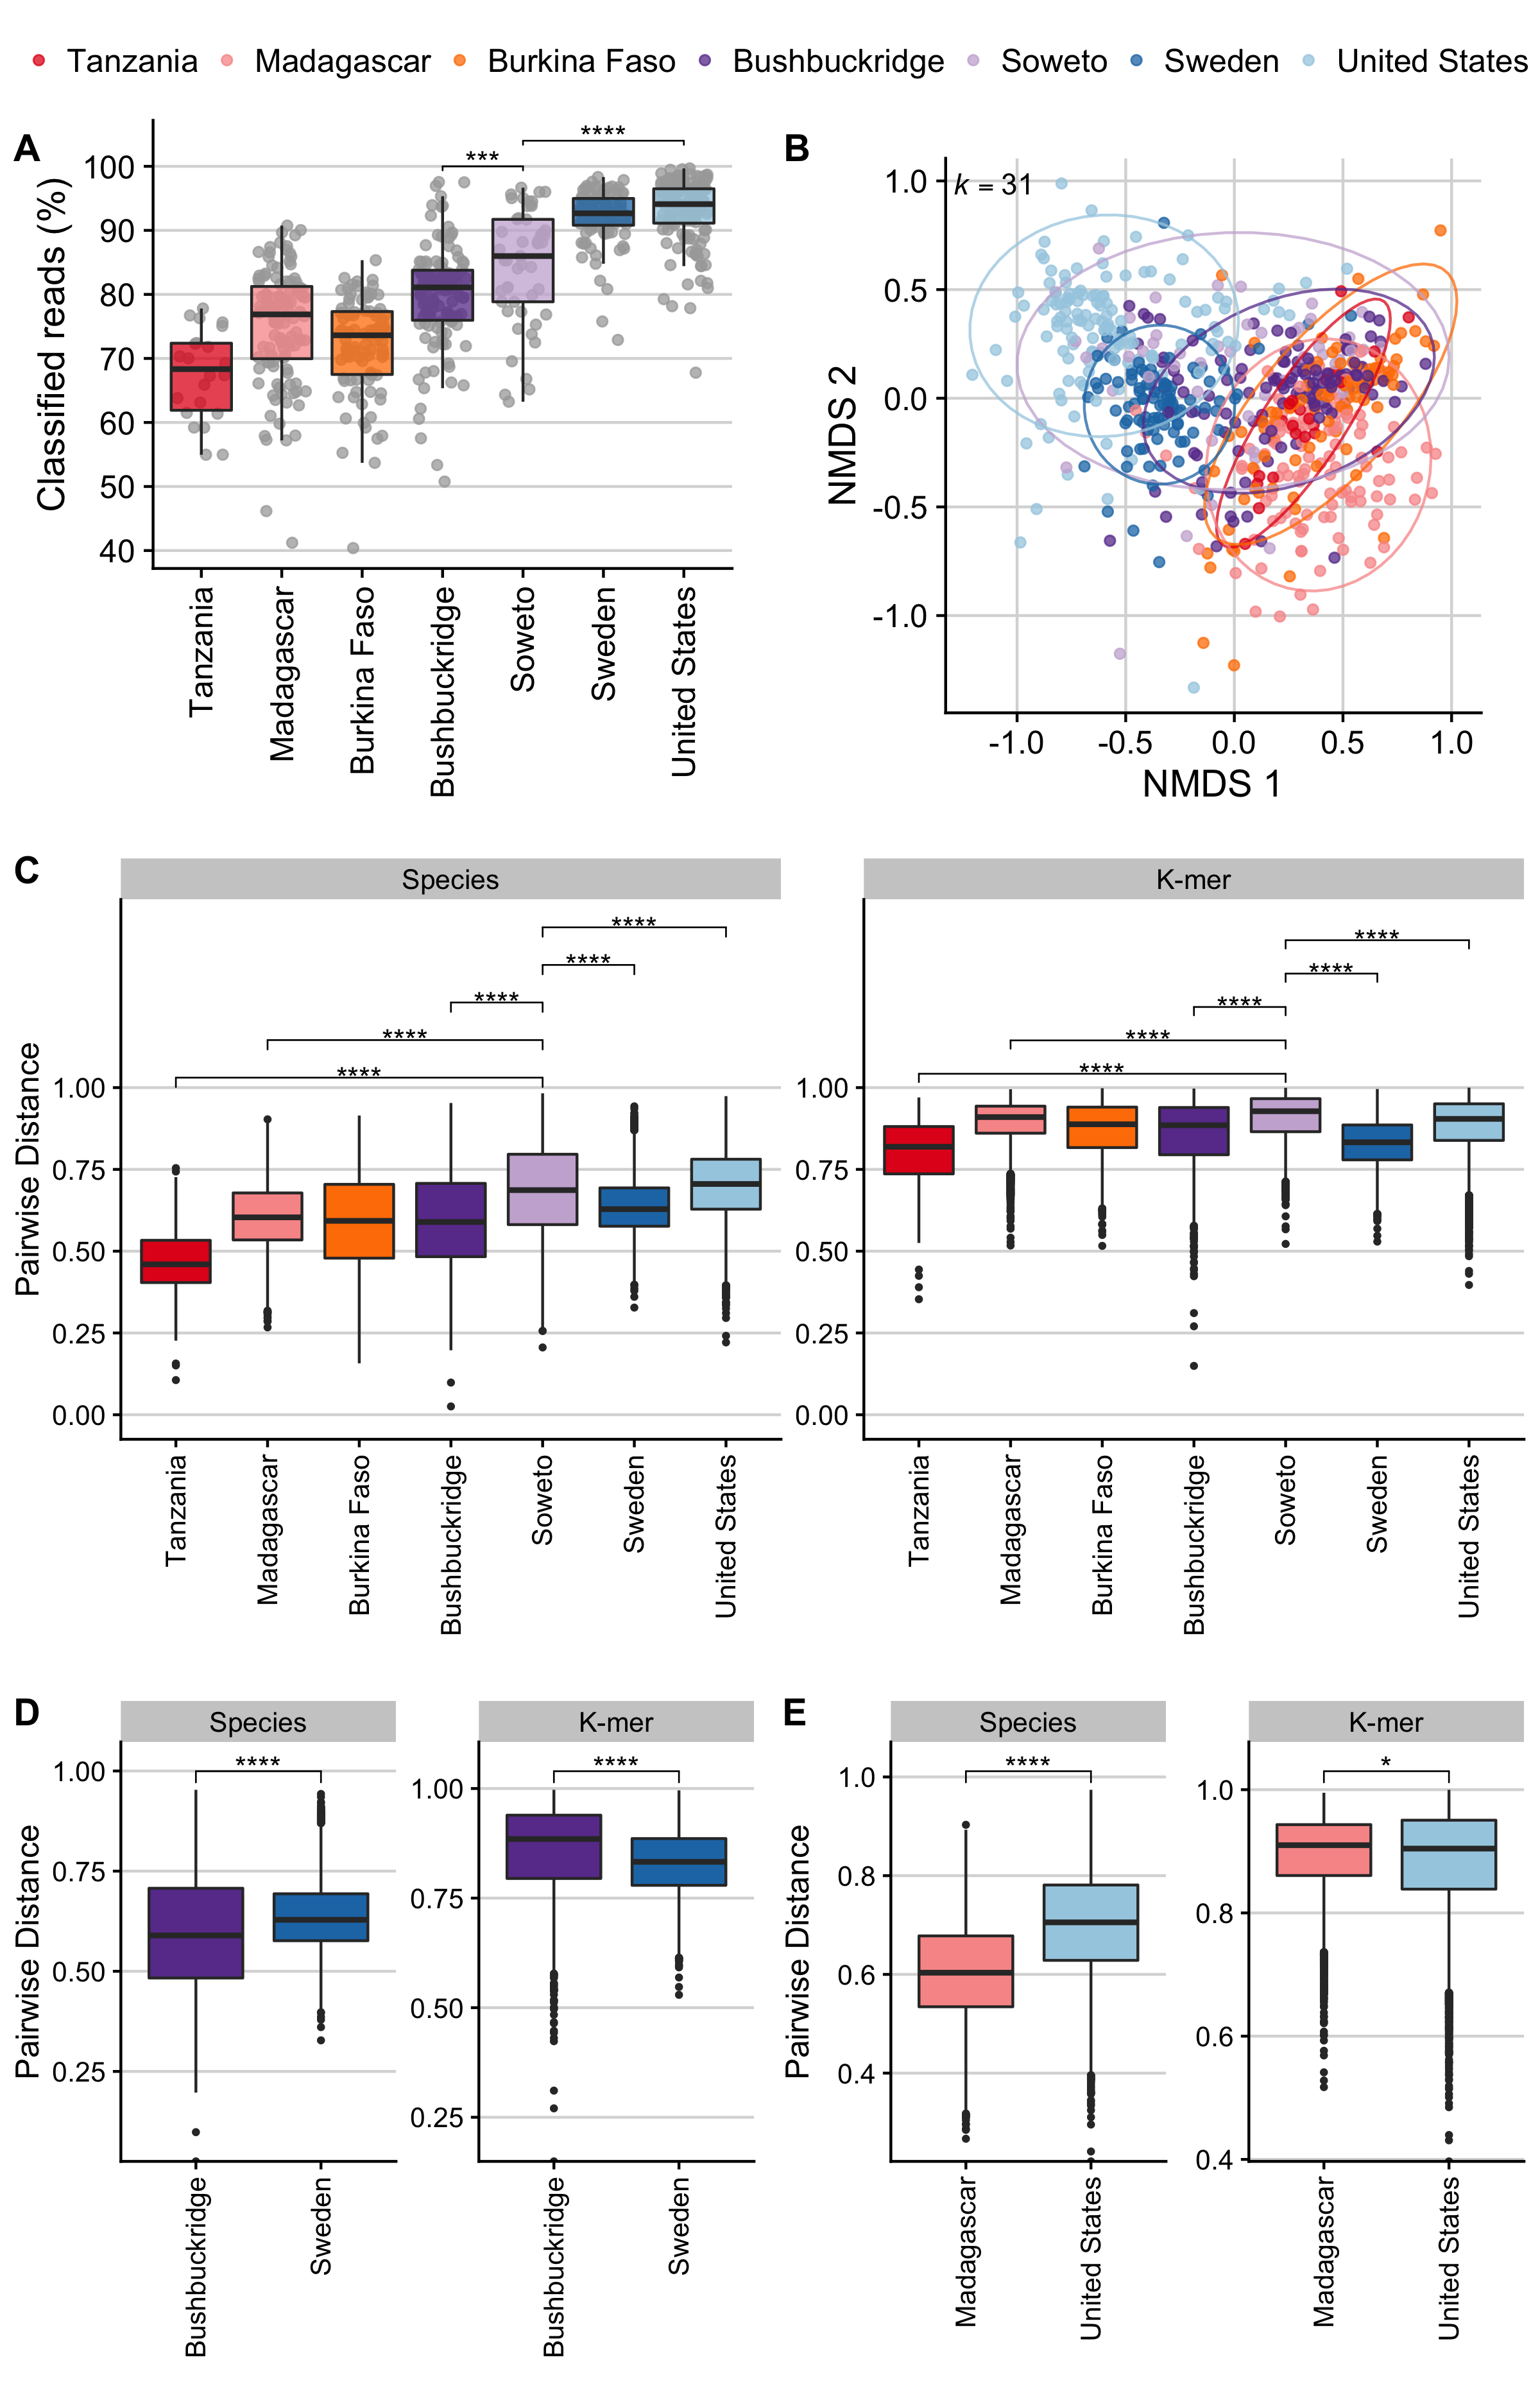 Tanzania Madagascar Burkina Faso Bushbuckridge Soweto Sweden United States
A
**** 
***
Classified reads (%)
100
90
80
70
60
50
40
Tanzania
Madagascar
Burkina Faso
Bushbuckridge
Soweto
Sweden
United States
B
k = 31
NMDS 2
1.0
0.5
0.0
-0.5
-1.0
-1.0 -0.5 0.0 0.5 1.0
NMDS 1
C
Species
****
****
****
****
****
Pairwise Distance
1.00
0.75
0.50
0.25
0.00
Tanzania
Madagascar
Burkina Faso
Bushbuckridge
Soweto
Sweden
United States
K-mer
****
****
****
****
****
1.00
0.75
0.50
0.25
0.00
Tanzania
Madagascar
Burkina Faso
Bushbuckridge
Soweto
Sweden
United States
D
Species
****
Pairwise Distance
1.00
0.75
0.50
0.25
Bushbuckridge
Sweden
K-mer
****
1.00
0.75
0.50
0.25
Bushbuckridge
Sweden
E
Species
****
Pairwise Distance
1.0
0.8
0.6
0.4
Madagascar
United States
K-mer
*
1.0
0.8
0.6
0.4
Madagascar
United States